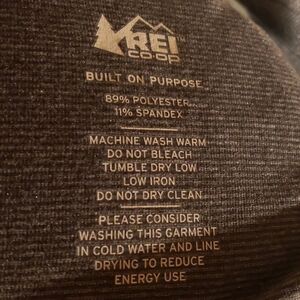 REI
CO·OP
BUILT ON PURPOSE™
89% POLYESTER
11% SPANDEX
MACHINE WASH WARM
DO NOT BLEACH
TUMBLE DRY LOW
LOW IRON
DO NOT DRY CLEAN
PLEASE CONSIDER
WASHING THIS GARMENT
IN COLD WATER AND LINE
DRYING TO REDUCE
ENERGY USE